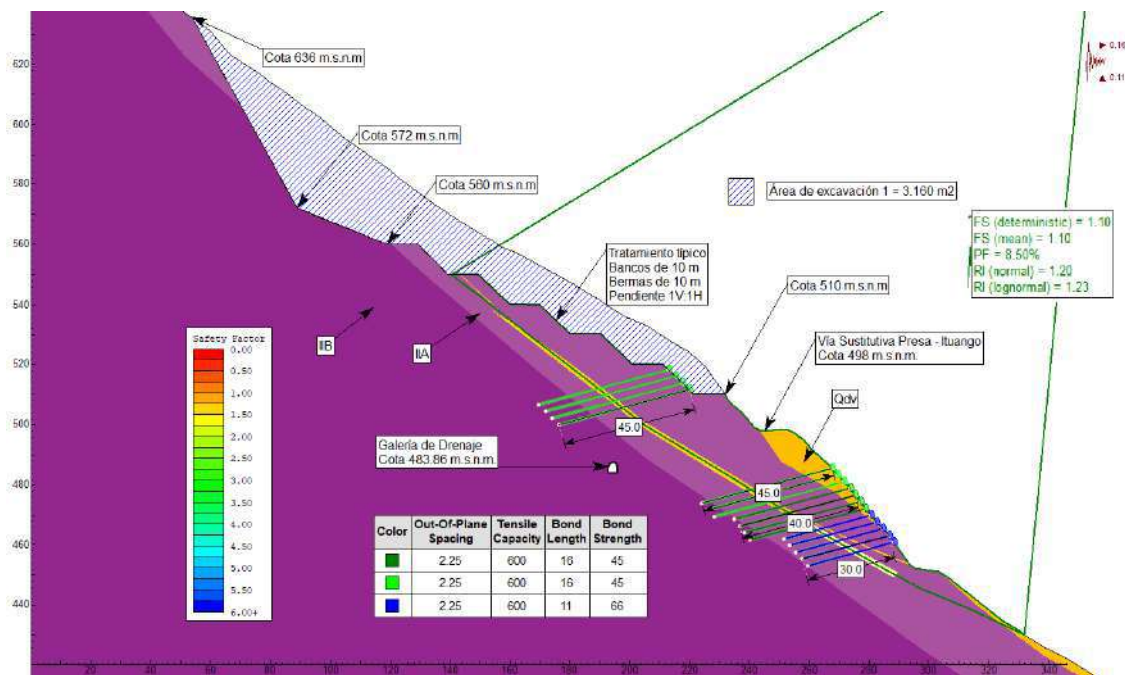 Cota 636 m.s.n.m
Cota 572 m.s.n.m
Cota 560 m.s.n.m
Área de excavación 1 = 3.160 m2
0.16
0.11
FS (deterministic) = 1.10
FS (mean) = 1.10
PF = 8.50%
RI (normal) = 1.20
RI (lognormal) = 1.23
Tratamiento típico
Bancos de 10 m
Bermas de 10 m
Pendiente 1V:1H
Cota 510 m.s.n.m
Vía Sustitutiva Presa - Ituango
Cota 498 m.s.n.m.
IIB
IIA
Qdv
Safety Factor
0.00
0.50
1.00
1.50
2.00
2.50
3.00
3.50
4.00
4.50
5.00
5.50
6.00+
45.0
Galería de Drenaje
Cota 483.86 m.s.n.m.
45.0
40.0
30.0
Color Out-Of-Plane Spacing Tensile Capacity Bond Length Bond Strength
2.25 600 16 45
2.25 600 16 45
2.25 600 11 66
620
600
580
560
540
520
500
480
460
440
20 40 60 80 100 120 140 160 180 200 220 240 260 280 300 320 340